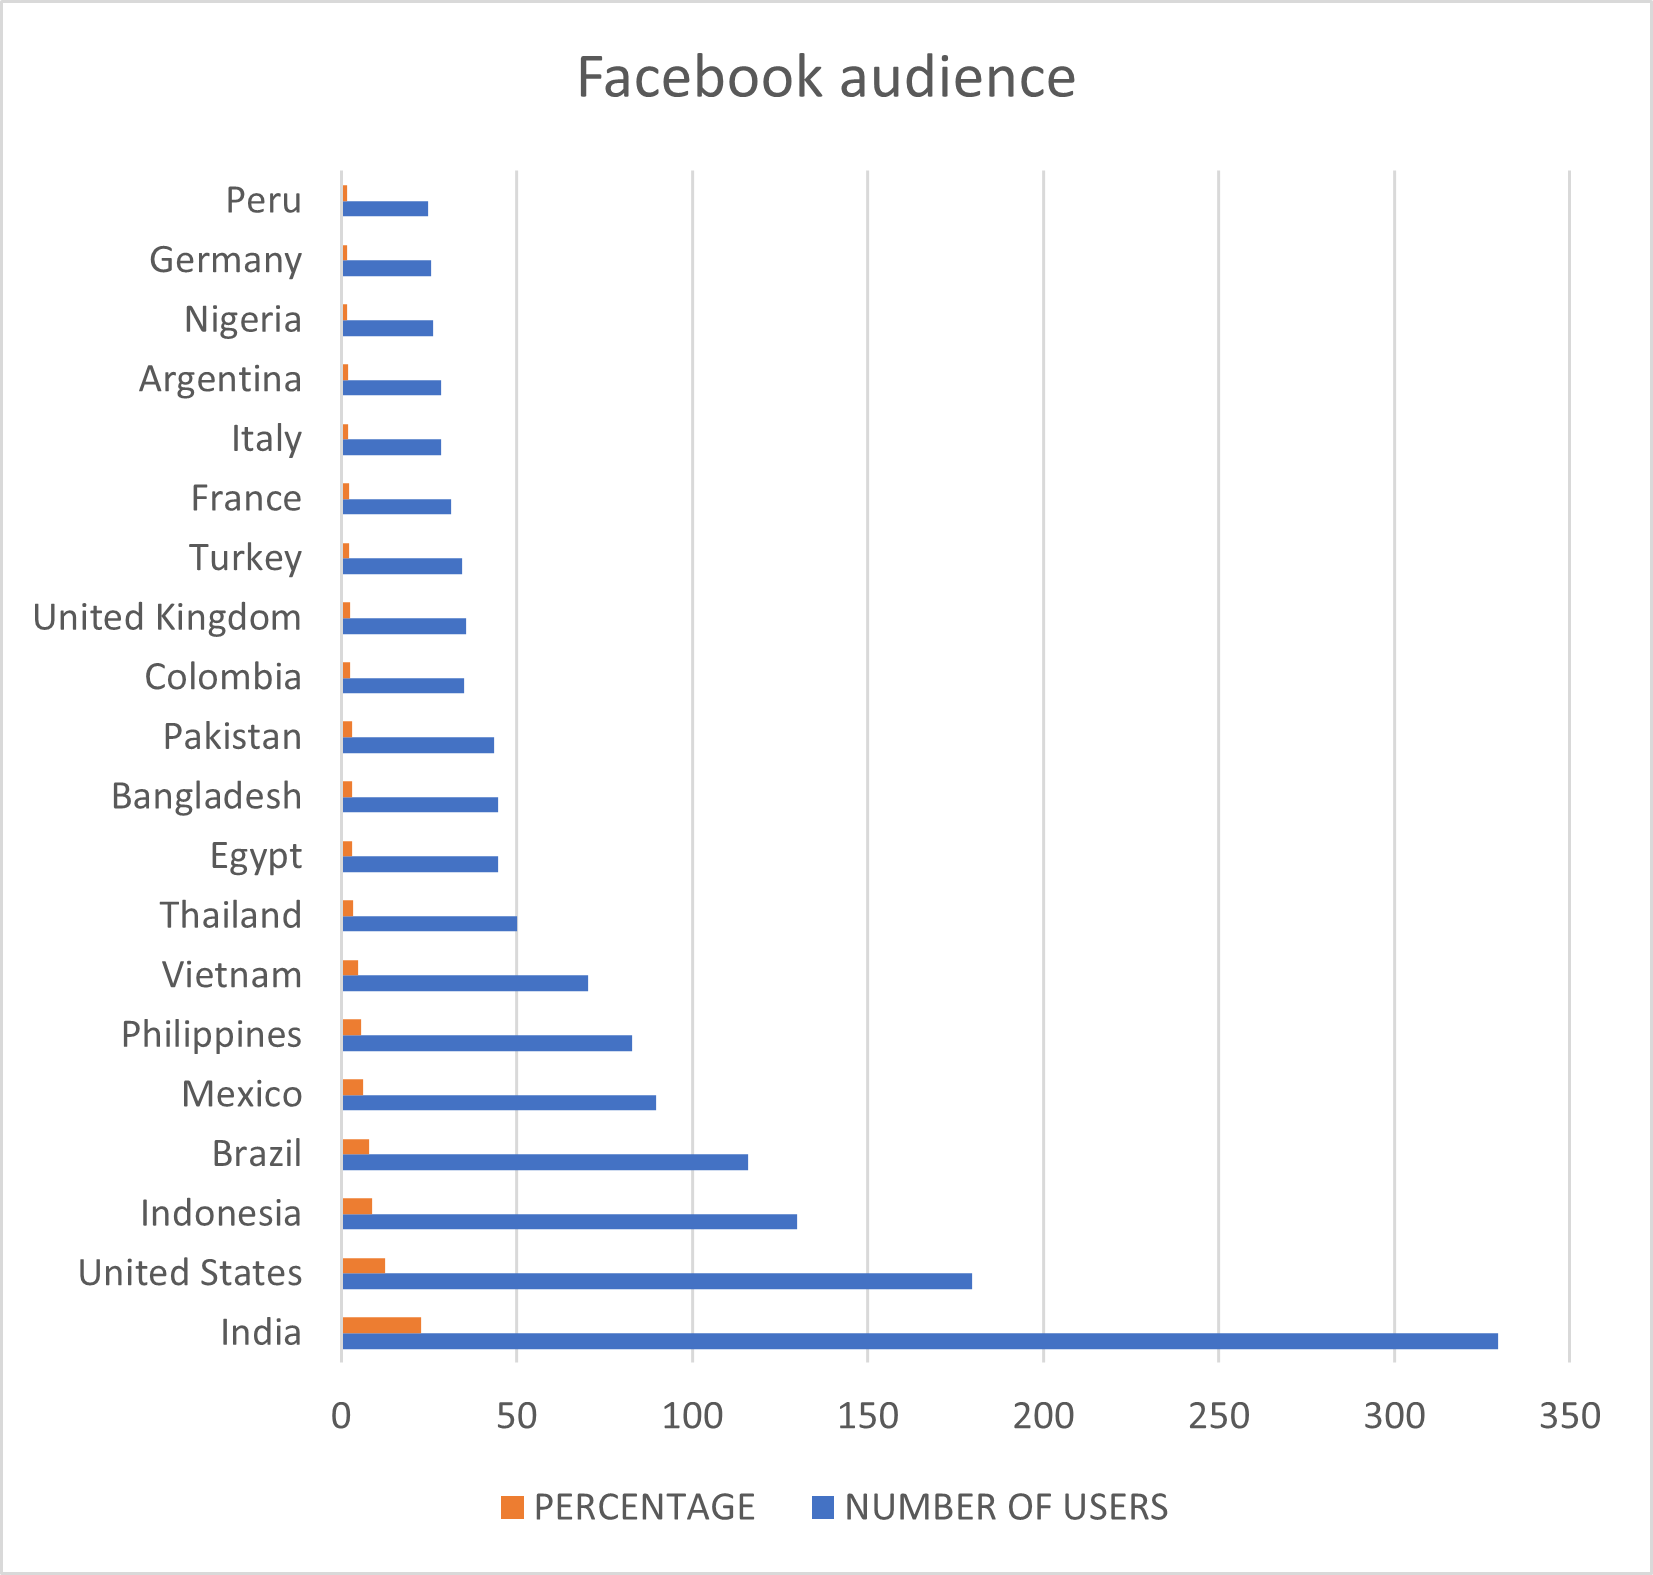 Facebook audience
Peru
Germany
Nigeria
Argentina
Italy
France
Turkey
United Kingdom
Colombia
Pakistan
Bangladesh
Egypt
Thailand
Vietnam
Philippines
Mexico
Brazil
Indonesia
United States
India
0 50 100 150 200 250 300 350
PERCENTAGE NUMBER OF USERS